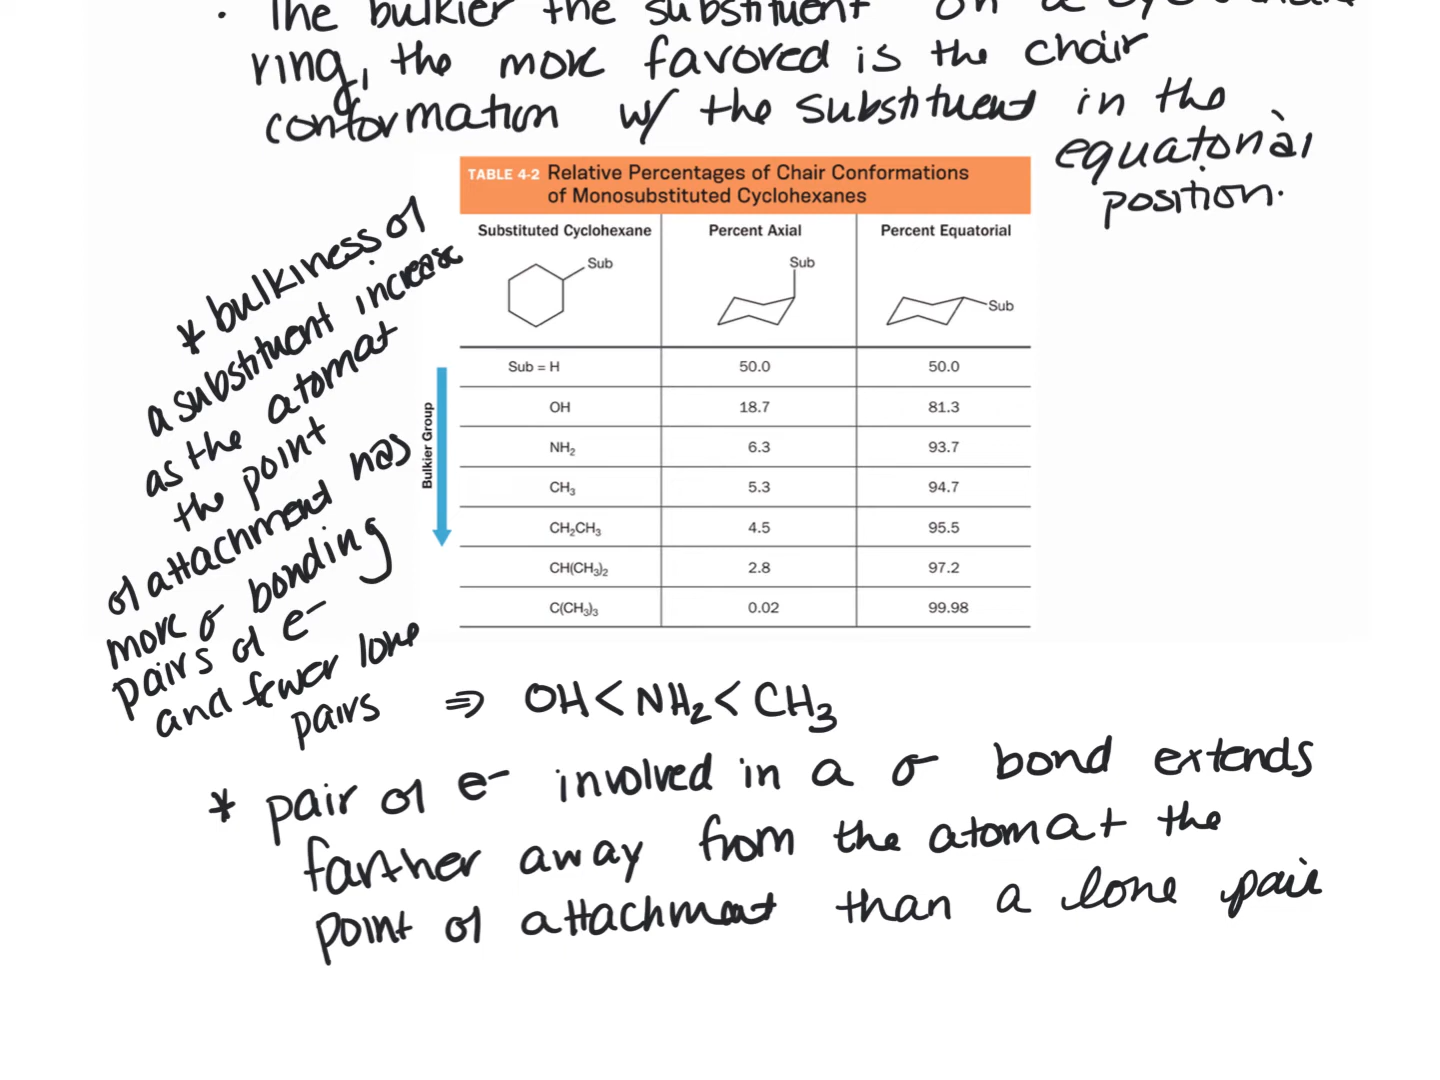 • The bulkier the substituent on a
ring, the more favored is the chair
conformation w/ the substituent in the
equatorial
position.
TABLE 4-2 Relative Percentages of Chair Conformations
of Monosubstituted Cyclohexanes
Substituted Cyclohexane Percent Axial Percent Equatorial
Sub Sub Sub
Sub = H 50.0 50.0
OH 18.7 81.3
NH₂ 6.3 93.7
CH₃ 5.3 94.7
CH₂CH₃ 4.5 95.5
CH(CH₃)₂ 2.8 97.2
C(CH₃)₃ 0.02 99.98
Bulkier Group
* bulkiness of
a substituent increase
as the atom at
the point
of attachment has
more σ bonding
pairs of e-
and fewer lone
pairs
⇒ OH < NH₂ < CH₃
* pair of e- involved in a σ bond extends
farther away from the atom at the
point of attachment than a lone pair